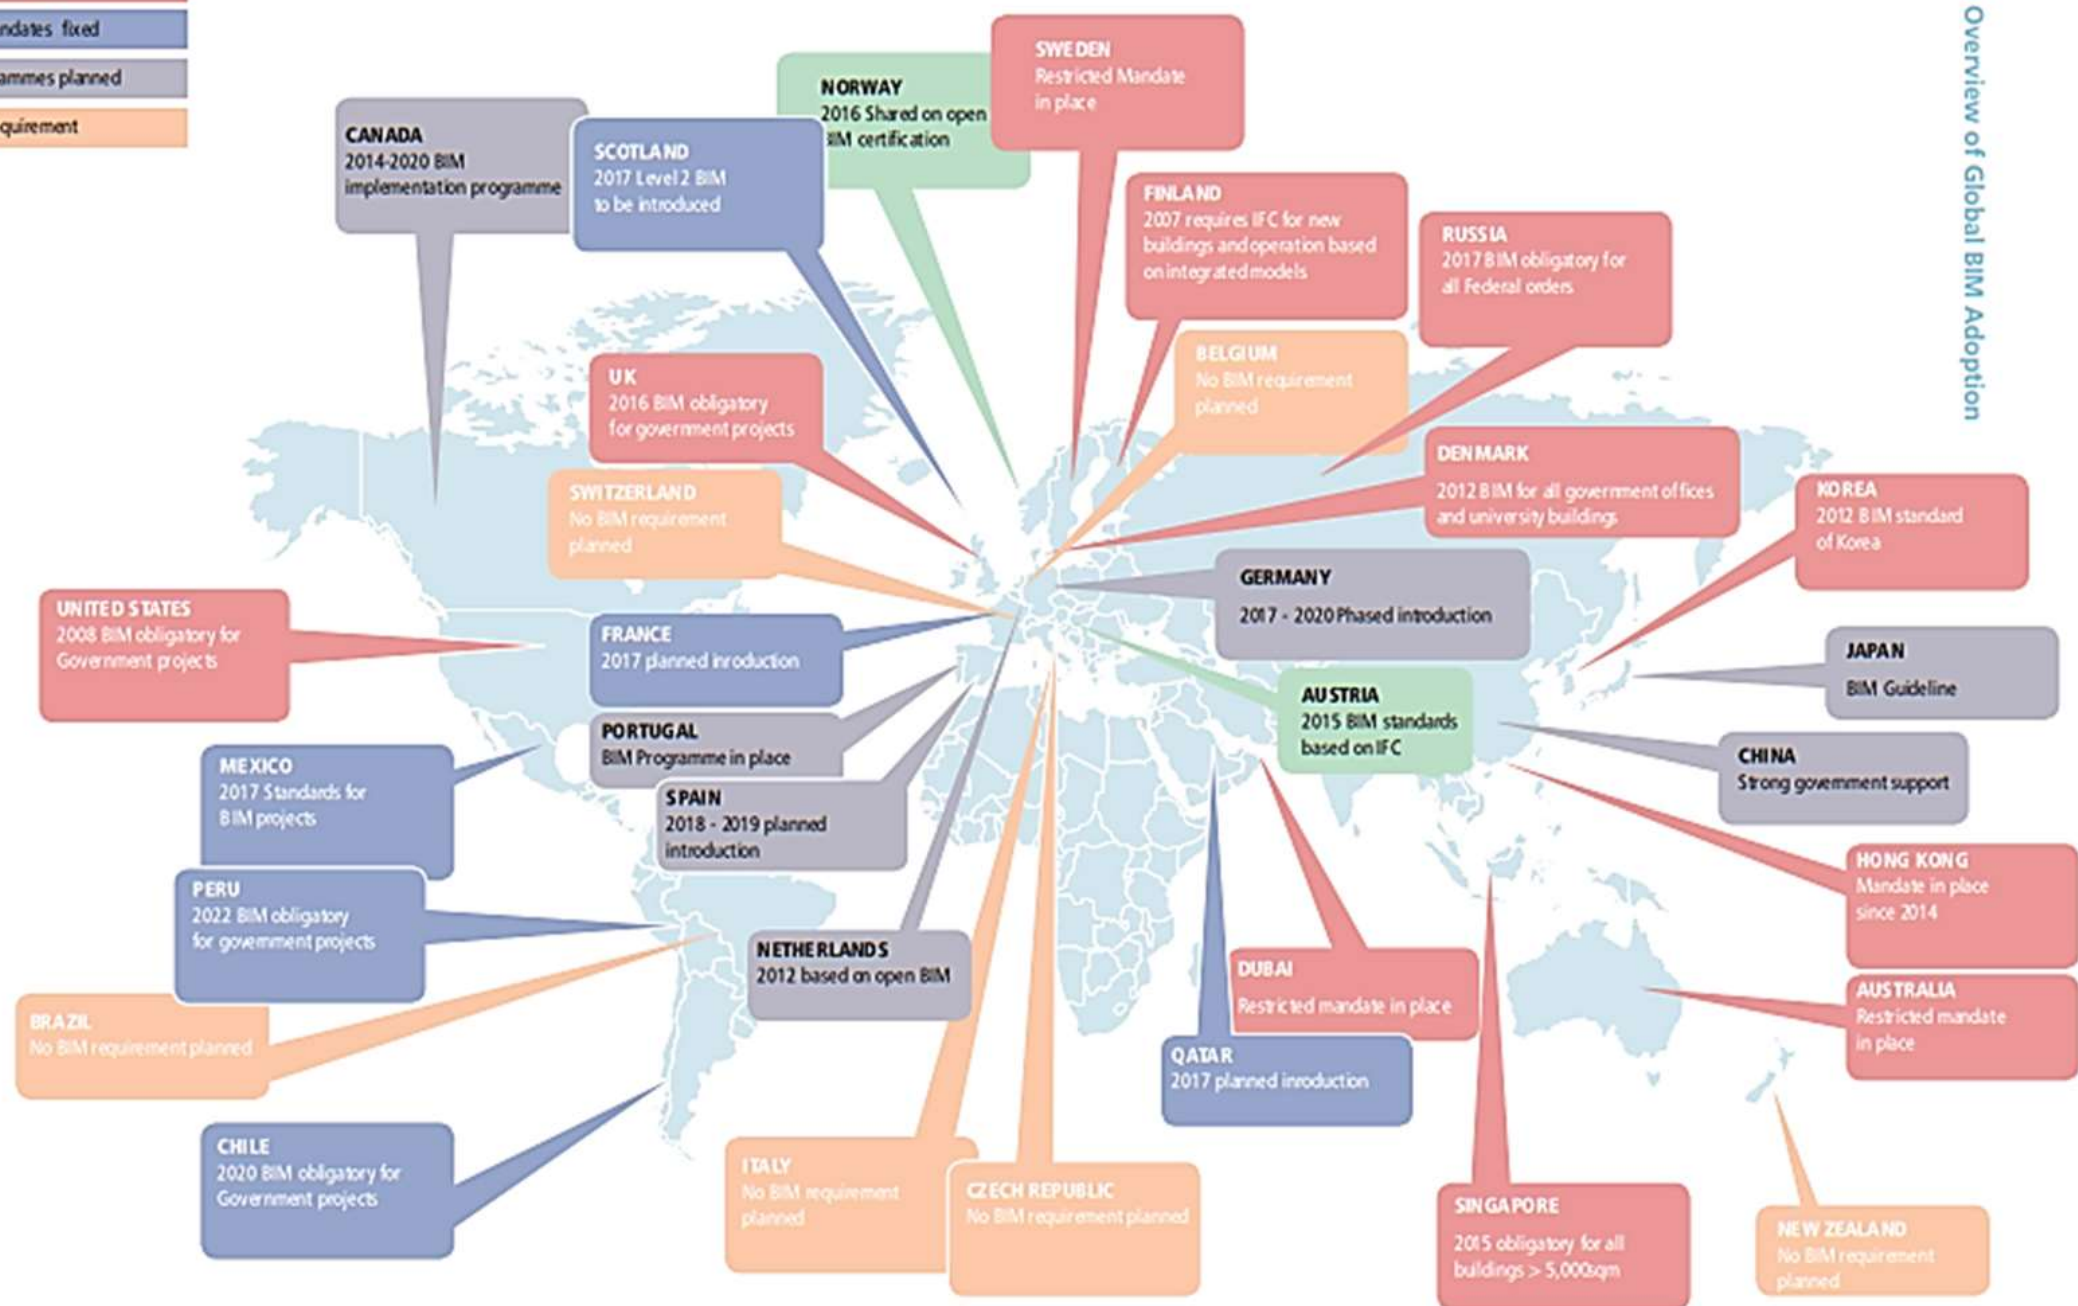 ndates fixed
ammes planned
quirement
Overview of Global BIM Adoption
CANADA
2014-2020 BIM
implementation programme
SCOTLAND
2017 Level 2 BIM
to be introduced
NORWAY
2016 Shared on open
BIM certification
SWEDEN
Restricted Mandate
in place
FINLAND
2007 requires IFC for new
buildings and operation based
on integrated models
RUSSIA
2017 BIM obligatory for
all Federal orders
UK
2016 BIM obligatory
for government projects
BELGIUM
No BIM requirement
planned
SWITZERLAND
No BIM requirement
planned
DENMARK
2012 BIM for all government offices
and university buildings
KOREA
2012 BIM standard
of Korea
UNITED STATES
2008 BIM obligatory for
Government projects
FRANCE
2017 planned inroduction
GERMANY
2017 - 2020 Phased introduction
JAPAN
BIM Guideline
PORTUGAL
BIM Programme in place
AUSTRIA
2015 BIM standards
based on IFC
CHINA
Strong government support
MEXICO
2017 Standards for
BIM projects
SPAIN
2018 - 2019 planned
introduction
HONG KONG
Mandate in place
since 2014
PERU
2022 BIM obligatory
for government projects
NETHERLANDS
2012 based on open BIM
DUBAI
Restricted mandate in place
AUSTRALIA
Restricted mandate
in place
BRAZIL
No BIM requirement planned
QATAR
2017 planned inroduction
CHILE
2020 BIM obligatory for
Government projects
ITALY
No BIM requirement
planned
CZECH REPUBLIC
No BIM requirement planned
SINGAPORE
2015 obligatory for all
buildings > 5,000sqm
NEW ZEALAND
No BIM requirement
planned